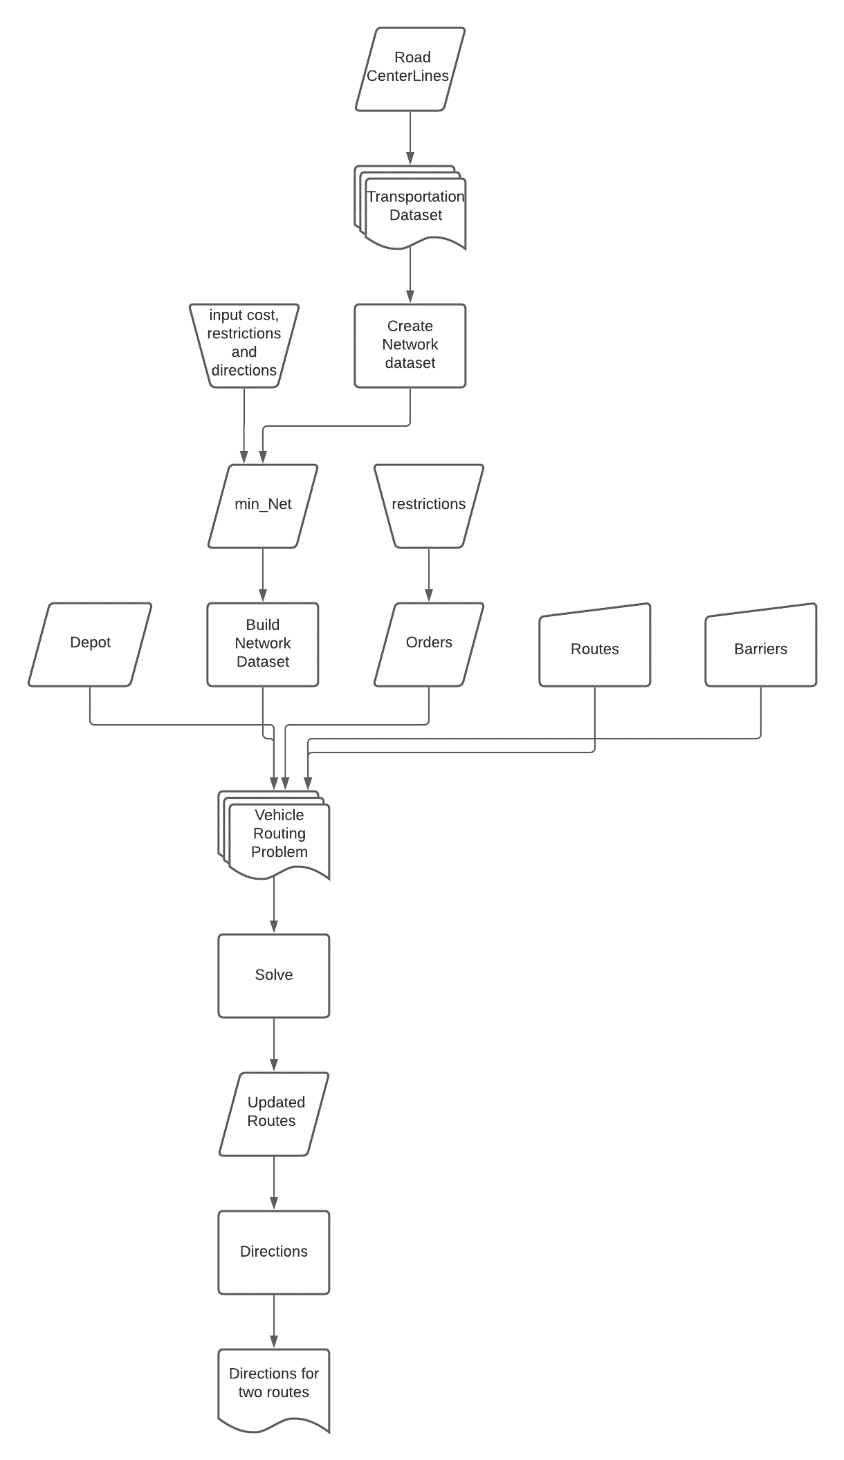 Road
CenterLines
Transportation
Dataset
input cost,
restrictions
and
directions
Create
Network
dataset
min_Net
restrictions
Depot
Build
Network
Dataset
Orders
Routes
Barriers
Vehicle
Routing
Problem
Solve
Updated
Routes
Directions
Directions for
two routes